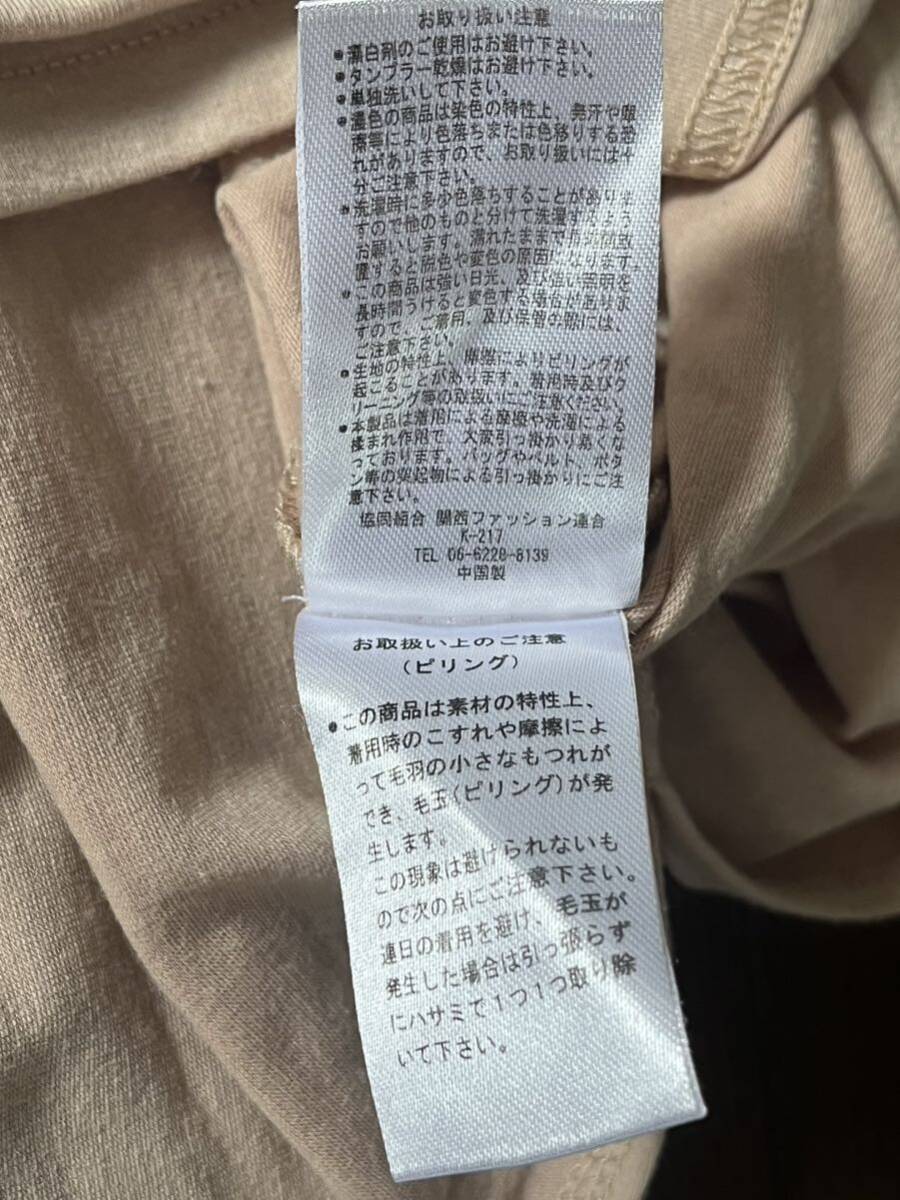 お取り扱い注意
●漂白剤のご使用はお避け下さい。
●タンブラー乾燥はお避け下さい。
●単独洗いして下さい。
●濃色の商品は染色の特性上、発汗や雨
などにより色落ちまたは色移りする恐
れがありますので、お取り扱いには十
分ご注意下さい。
●洗濯時に多少色落ちすることがありま
すので他のものと分けて洗濯するよう
お願いします。濡れたままで長時間放
置すると脱色や変色の原因になります。
●この商品は強い日光、及び強い照明を
長時間うけると変色する場合がありま
すので、ご着用、及び保管の際には、
ご注意下さい。
●生地の特性上、摩擦によりピリングが
起こることがあります。着用時及びク
リーニング等の取扱いにご注意ください。
●本製品は着用による摩擦や洗濯による
揉まれ作用で、大変引っ掛かり易くな
っております。バッグやベルト、ボタ
ン等の突起物による引っ掛かりにご注
意下さい。
協同組合 関西ファッション連合
K-217
TEL 06-6228-8139
中国製
お取扱い上のご注意
(ピリング)
●この商品は素材の特性上、
着用時のこすれや摩擦によ
って毛羽の小さなもつれが
でき、毛玉(ピリング)が発
生します。
この現象は避けられないも
ので次の点にご注意下さい。
連日の着用を避け、毛玉が
発生した場合は引っ張らず
にハサミで1つ1つ取り除
いて下さい。